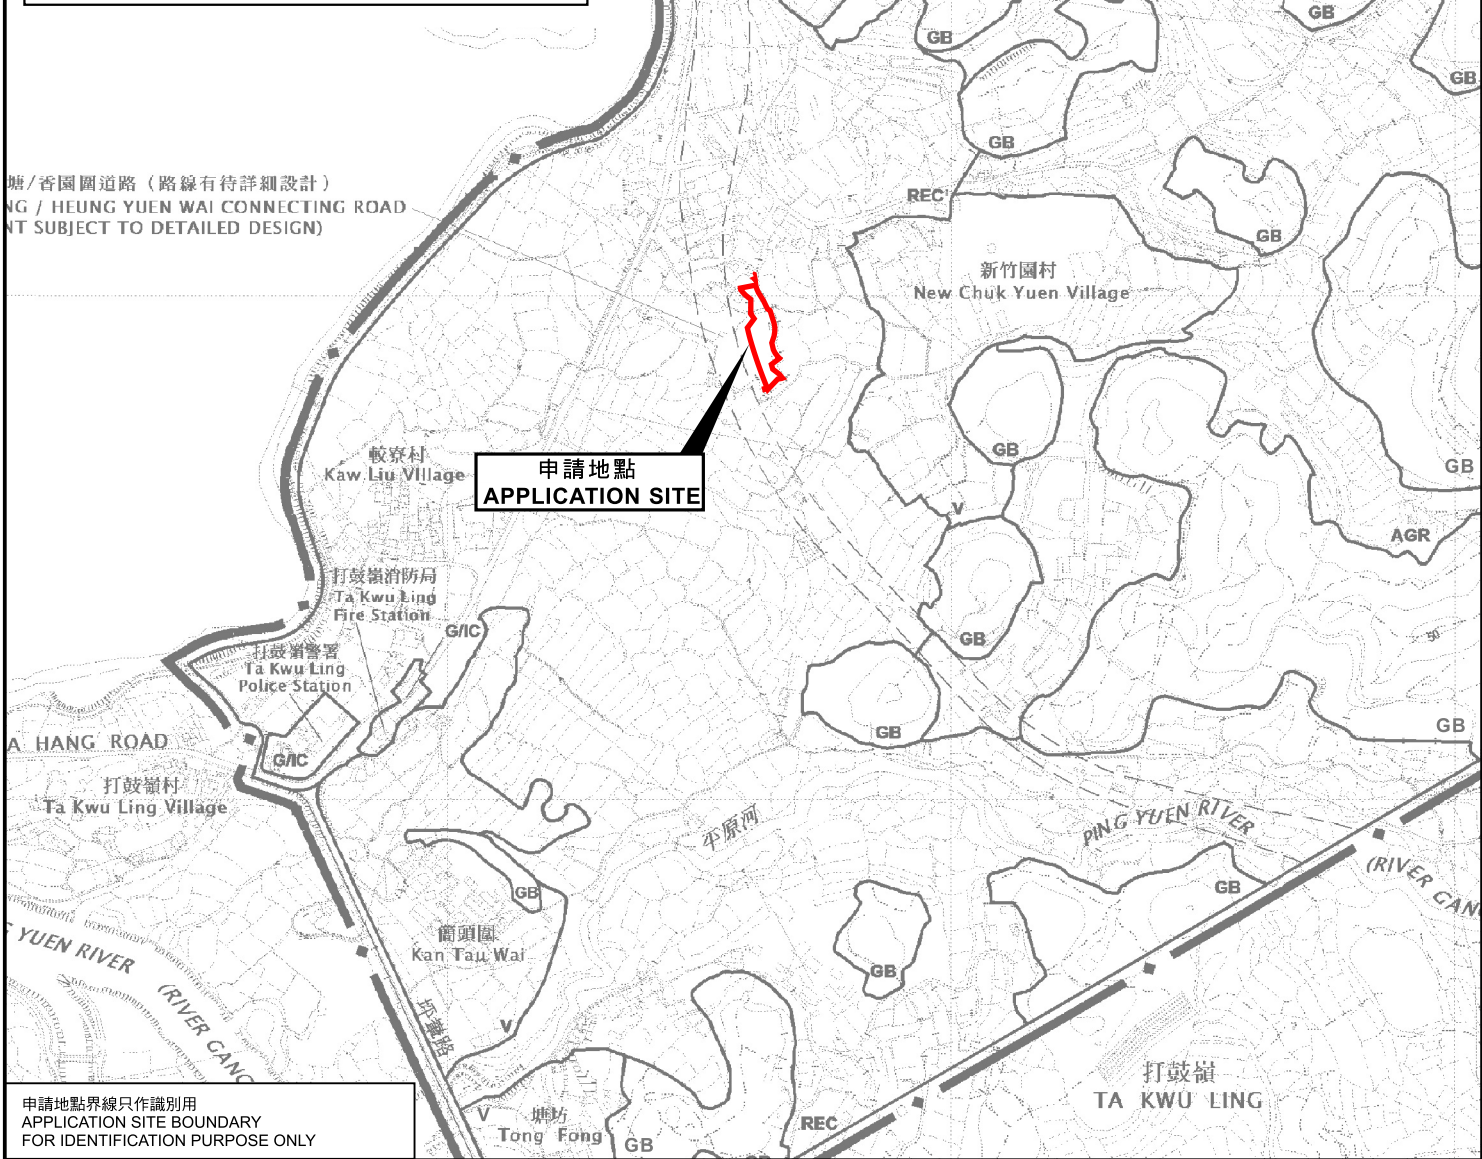 GB
GB
GB
GB
塘/香園圍道路（路線有待詳細設計）
NG / HEUNG YUEN WAI CONNECTING ROAD
NT SUBJECT TO DETAILED DESIGN)
REC
GB
新竹園村
New Chuk Yuen Village
較寮村
Kaw Liu Village
申請地點
APPLICATION SITE
GB
GB
V
AGR
打鼓嶺消防局
Ta Kwu Ling
Fire Station
G/IC
GB
50
打鼓嶺警署
Ta Kwu Ling
Police Station
GB
GB
A HANG ROAD
G/IC
打鼓嶺村
Ta Kwu Ling Village
平原河
PING YUEN RIVER
(RIVER GANG
GB
GB
簡頭圍
Kan Tau Wai
YUEN RIVER
(RIVER GANG
GB
坪輋路
V
打鼓嶺
TA KWU LING
V
塘坊
Tong Fong
GB
REC
GB
申請地點界線只作識別用
APPLICATION SITE BOUNDARY
FOR IDENTIFICATION PURPOSE ONLY